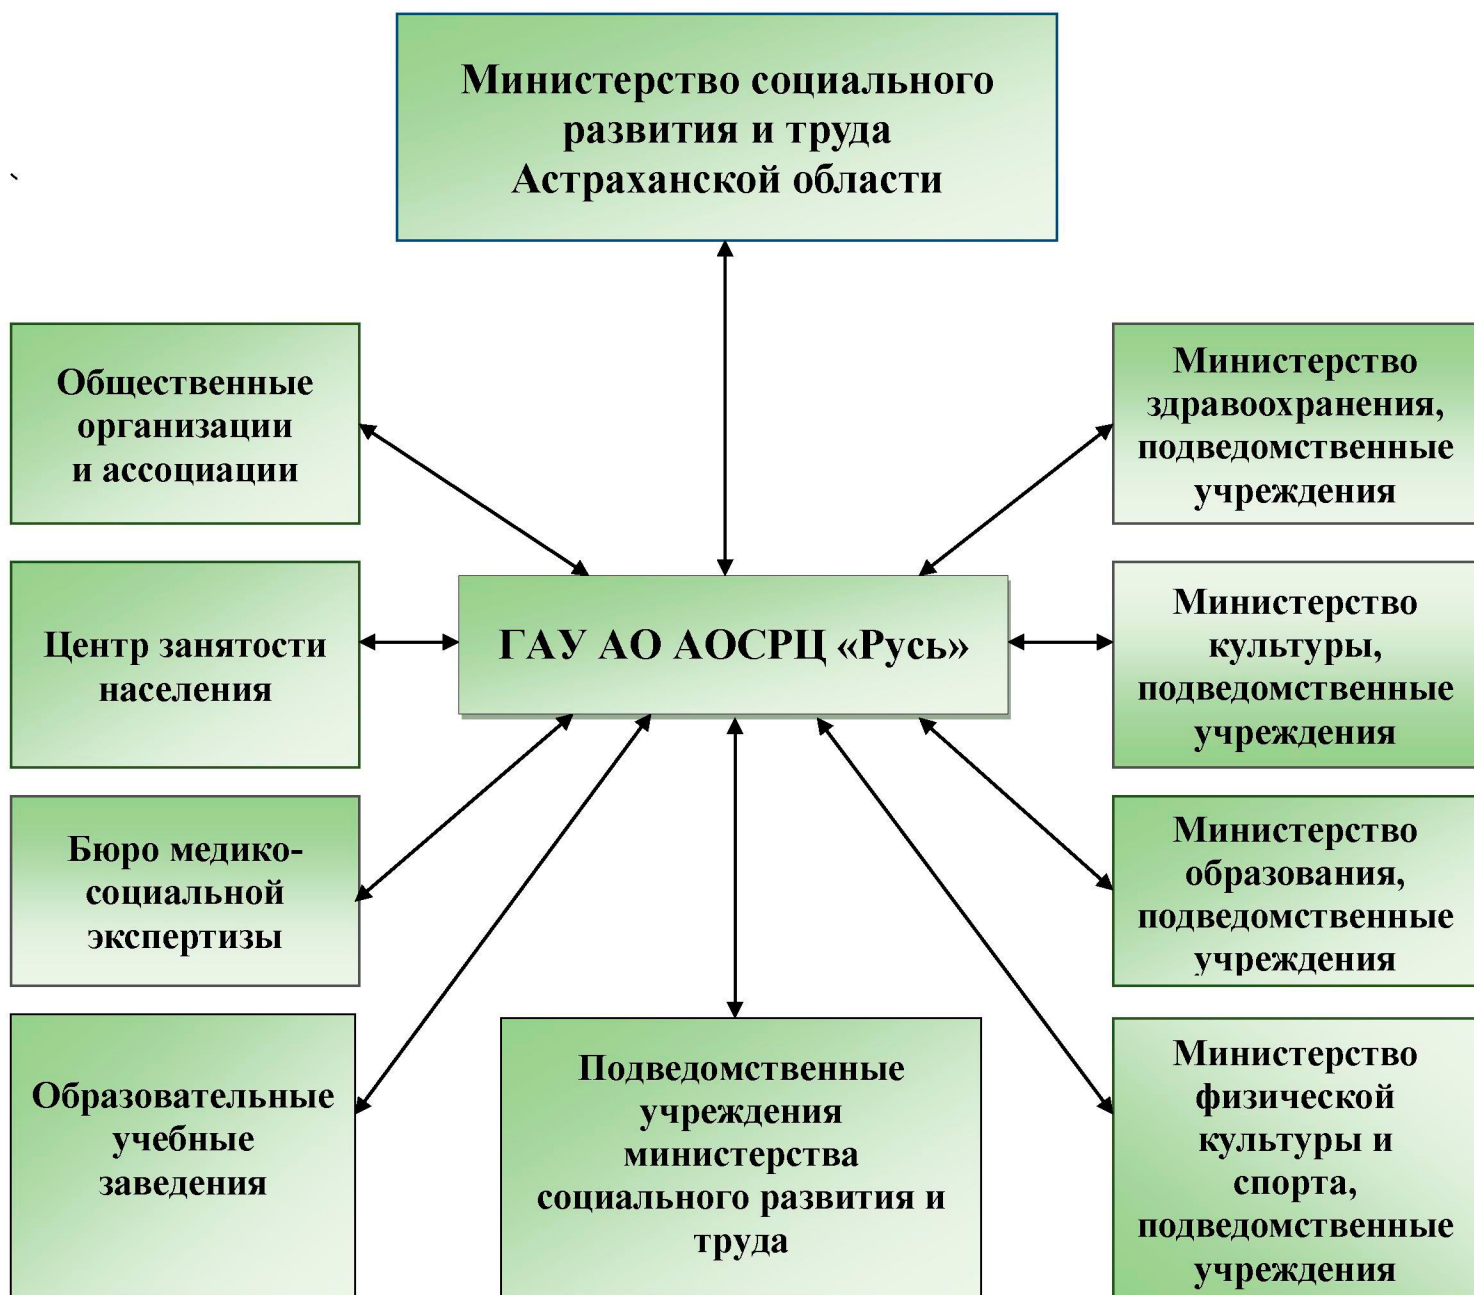 Министерство социального
развития и труда
Астраханской области
Общественные
организации
и ассоциации
Министерство
здравоохранения,
подведомственные
учреждения
Центр занятости
населения
ГАУ АО АОСРЦ «Русь»
Министерство
культуры,
подведомственные
учреждения
Бюро медико-
социальной
экспертизы
Министерство
образования,
подведомственные
учреждения
Образовательные
учебные
заведения
Подведомственные
учреждения
министерства
социального развития и
труда
Министерство
физической
культуры и
спорта,
подведомственные
учреждения